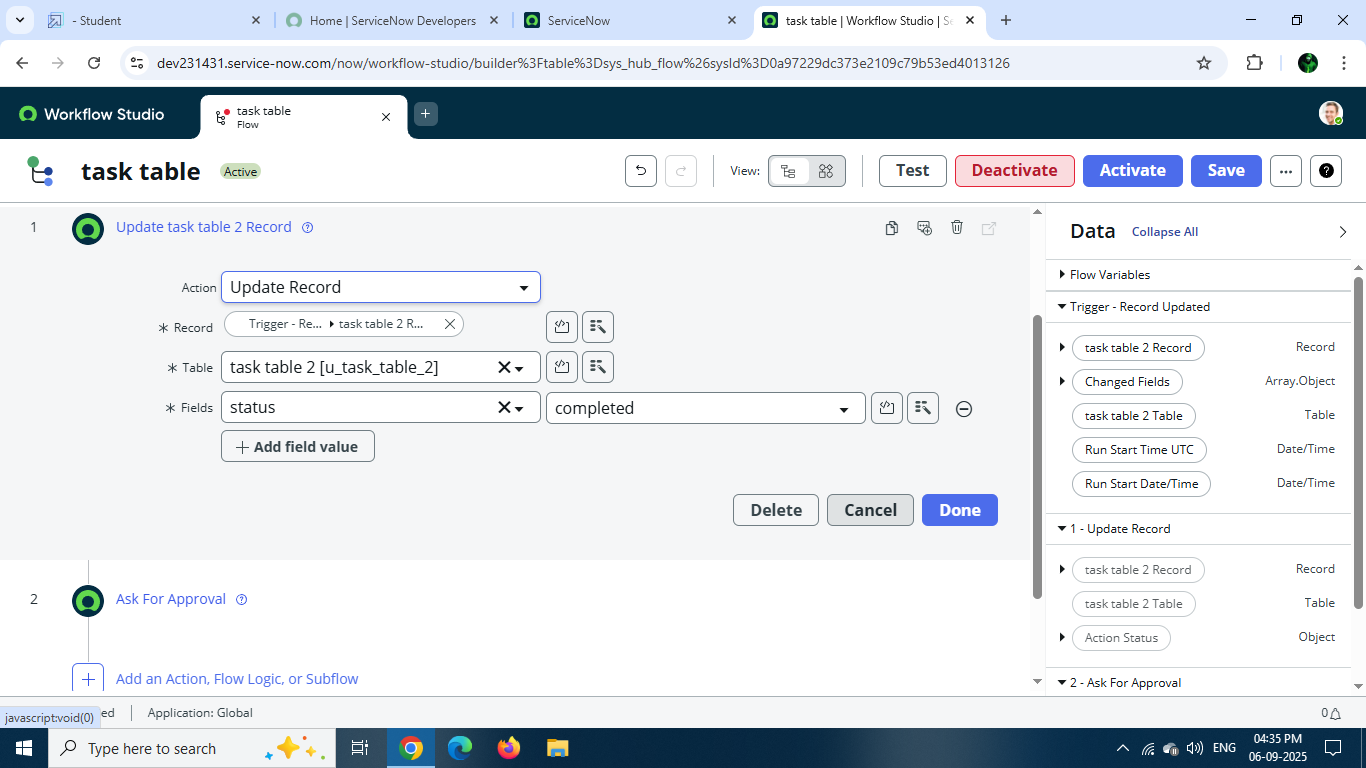 - Student
Home | ServiceNow Developers
ServiceNow
task table | Workflow Studio | Se
dev231431.service-now.com/now/workflow-studio/builder%3Ftable%3Dsys_hub_flow%26sysId%3D0a97229dc373e2109c79b53ed4013126
Workflow Studio
task table
Flow
task table
Active
View:
Test
Deactivate
Activate
Save
1
Update task table 2 Record
Action
Update Record
Record
Trigger - Re...
task table 2 R...
Table
task table 2 [u_task_table_2]
Fields
status
completed
Add field value
Delete
Cancel
Done
2
Ask For Approval
Add an Action, Flow Logic, or Subflow
Data
Collapse All
Flow Variables
Trigger - Record Updated
task table 2 Record
Record
Changed Fields
Array.Object
task table 2 Table
Table
Run Start Time UTC
Date/Time
Run Start Date/Time
Date/Time
1 - Update Record
task table 2 Record
Record
task table 2 Table
Table
Action Status
Object
2 - Ask For Approval
javascript:void(0)
ed
Application: Global
0
Type here to search
ENG
04:35 PM
06-09-2025